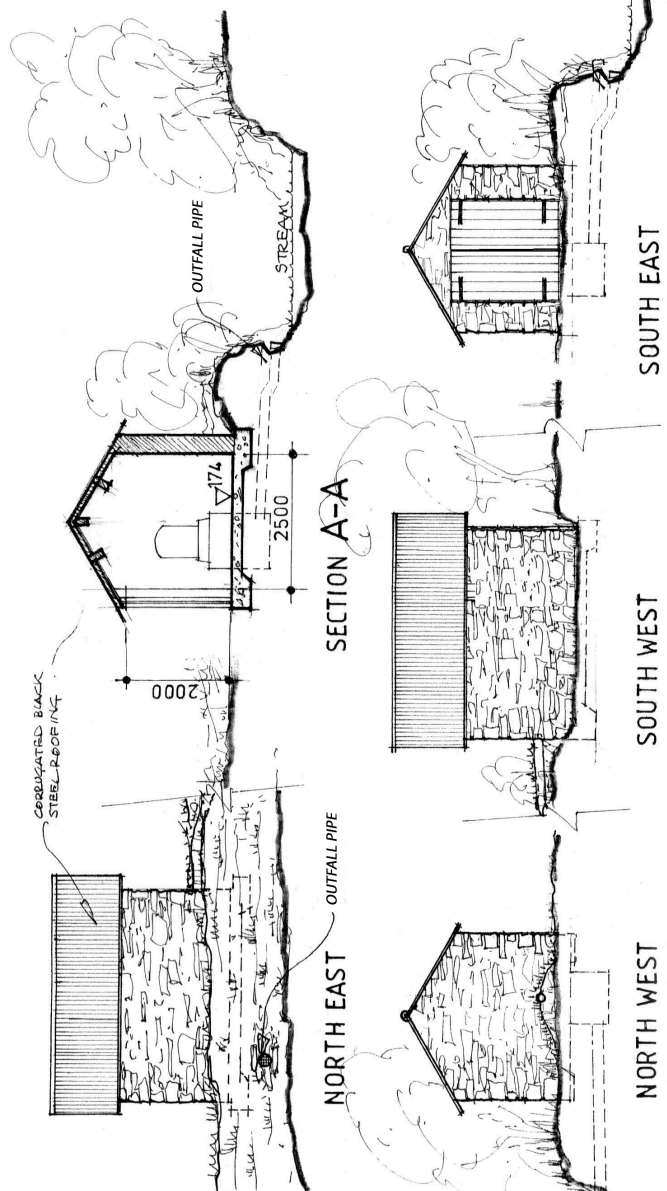 CORRUGATED BLACK
STEEL ROOFING
OUTFALL PIPE
STREAM
2000
174
2500
NORTH EAST
OUTFALL PIPE
SECTION A-A
NORTH WEST
SOUTH WEST
SOUTH EAST